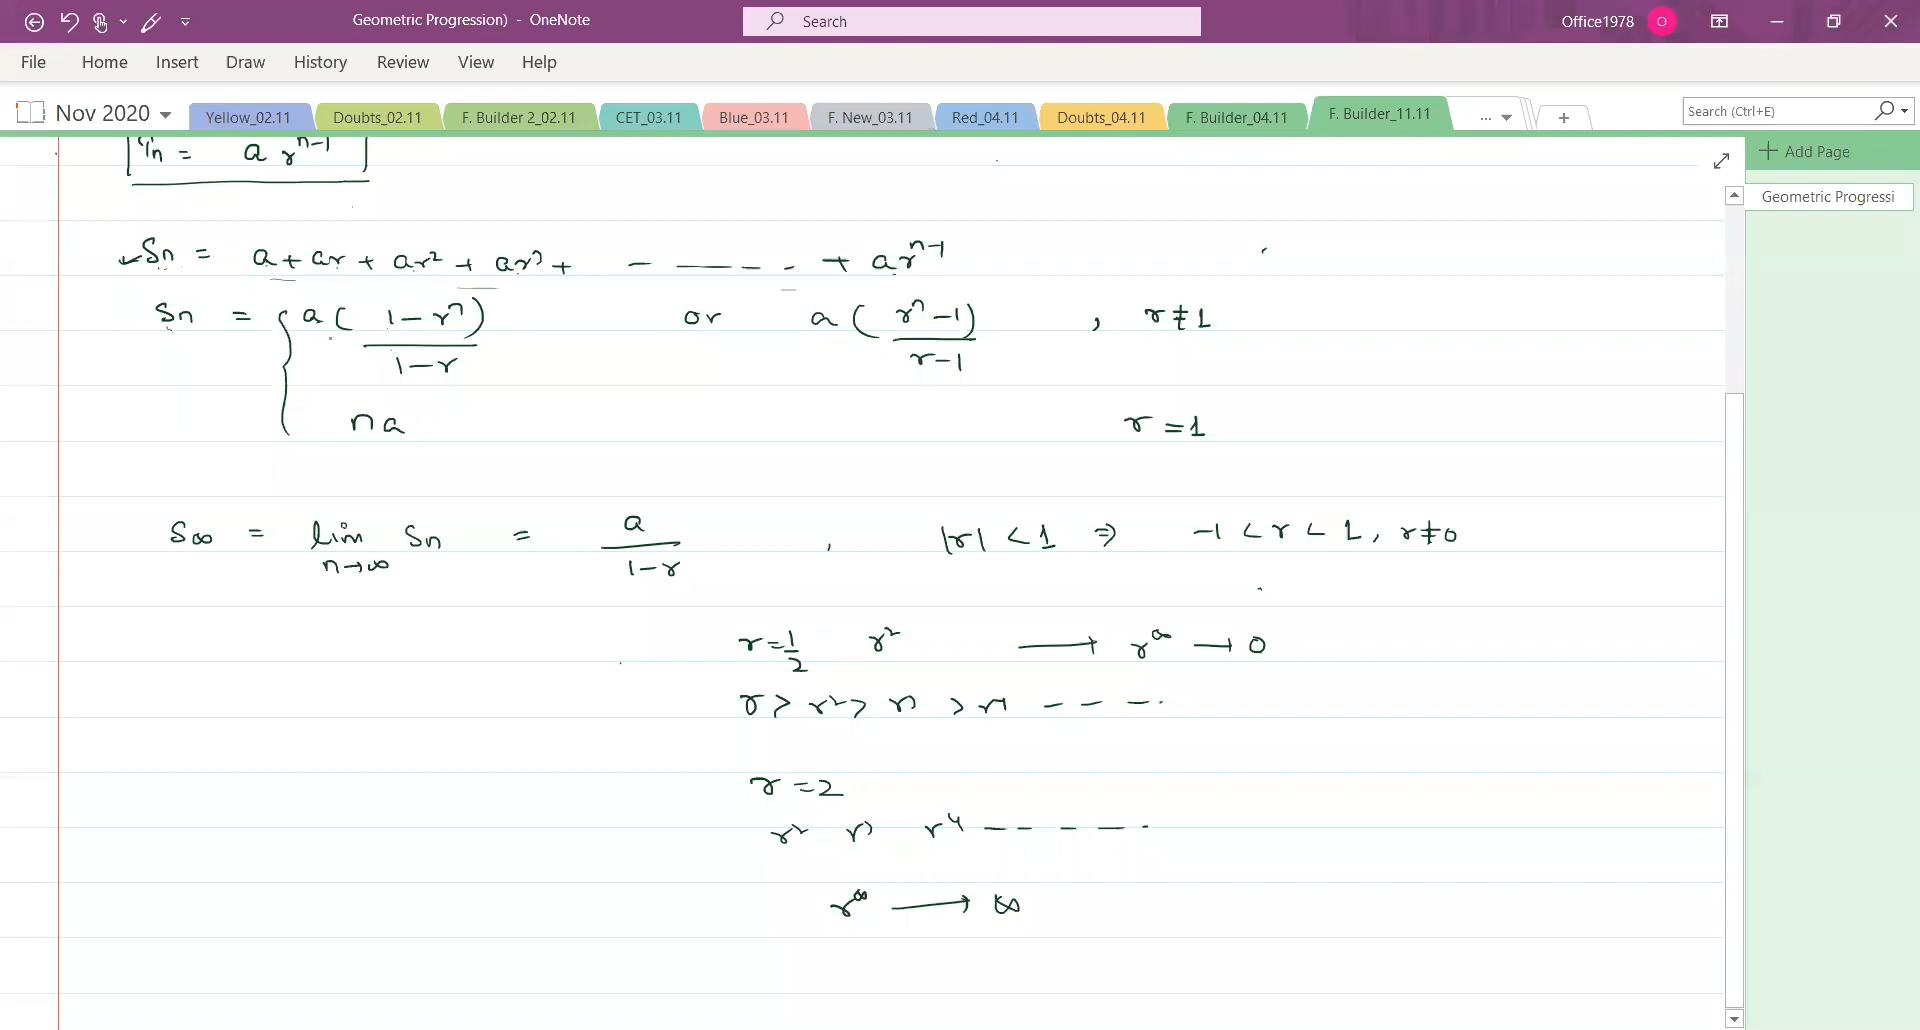 Geometric Progression) - OneNote
Search
Office1978
O
File Home Insert Draw History Review View Help
Nov 2020
Yellow_02.11 Doubts_02.11 F. Builder 2_02.11 CET_03.11 Blue_03.11 F. New_03.11 Red_04.11 Doubts_04.11 F. Builder_04.11 F. Builder_11.11 ... +
Search (Ctrl+E)
Add Page
Geometric Progressi
Tn = a r^(n-1)
Sn = a + ar + ar² + ar³ + - - - - - + ar^(n-1)
Sn = { a ( (1-r^n) / (1-r) ) or a ( (r^n - 1) / (r-1) ) , r ≠ 1
na r = 1
S∞ = lim n→∞ Sn = a / (1-r) , |r| < 1 ⇒ -1 < r < 1, r ≠ 0
r = 1/2 r² → r^∞ → 0
r > r² > r³ > r⁴ - - - .
r = 2
r² r³ r⁴ - - - - - .
r^∞ → ∞